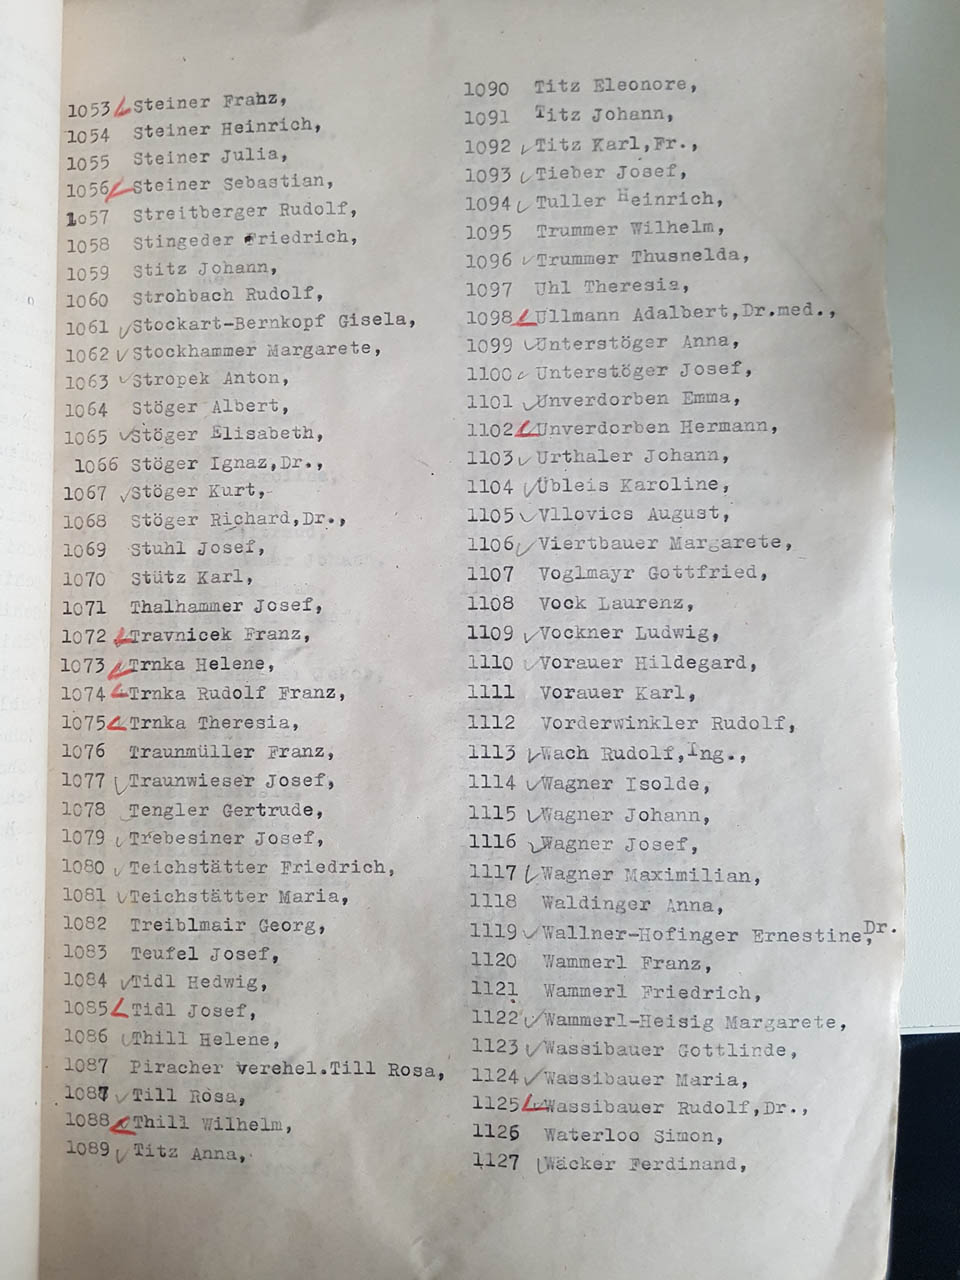 1053 Steiner Franz,
1054 Steiner Heinrich,
1055 Steiner Julia,
1056 Steiner Sebastian,
1057 Streitberger Rudolf,
1058 Stingeder Friedrich,
1059 Stitz Johann,
1060 Strohbach Rudolf,
1061 Stockart-Bernkopf Gisela,
1062 Stockhammer Margarete,
1063 Stropek Anton,
1064 Stöger Albert,
1065 Stöger Elisabeth,
1066 Stöger Ignaz,Dr.,
1067 Stöger Kurt,
1068 Stöger Richard,Dr.,
1069 Stuhl Josef,
1070 Stütz Karl,
1071 Thalhammer Josef,
1072 Travnicek Franz,
1073 Trnka Helene,
1074 Trnka Rudolf Franz,
1075 Trnka Theresia,
1076 Traunmüller Franz,
1077 Traunwieser Josef,
1078 Tengler Gertrude,
1079 Trebesiner Josef,
1080 Teichstätter Friedrich,
1081 Teichstätter Maria,
1082 Treiblmair Georg,
1083 Teufel Josef,
1084 Tidl Hedwig,
1085 Tidl Josef,
1086 Thill Helene,
1087 Piracher verehel.Till Rosa,
1087 Till Rosa,
1088 Thill Wilhelm,
1089 Titz Anna,
1090 Titz Eleonore,
1091 Titz Johann,
1092 Titz Karl,Fr.,
1093 Tieber Josef,
1094 Tuller Heinrich,
1095 Trummer Wilhelm,
1096 Trummer Thusnelda,
1097 Uhl Theresia,
1098 Ullmann Adalbert,Dr.med.,
1099 Unterstöger Anna,
1100 Unterstöger Josef,
1101 Unverdorben Emma,
1102 Unverdorben Hermann,
1103 Urthaler Johann,
1104 Übleis Karoline,
1105 Vllovics August,
1106 Viertbauer Margarete,
1107 Voglmayr Gottfried,
1108 Vock Laurenz,
1109 Vockner Ludwig,
1110 Vorauer Hildegard,
1111 Vorauer Karl,
1112 Vorderwinkler Rudolf,
1113 Wach Rudolf,Ing.,
1114 Wagner Isolde,
1115 Wagner Johann,
1116 Wagner Josef,
1117 Wagner Maximilian,
1118 Waldinger Anna,
1119 Wallner-Hofinger Ernestine,Dr.
1120 Wammerl Franz,
1121 Wammerl Friedrich,
1122 Wammerl-Heisig Margarete,
1123 Wassibauer Gottlinde,
1124 Wassibauer Maria,
1125 Wassibauer Rudolf,Dr.,
1126 Waterloo Simon,
1127 Wäcker Ferdinand,